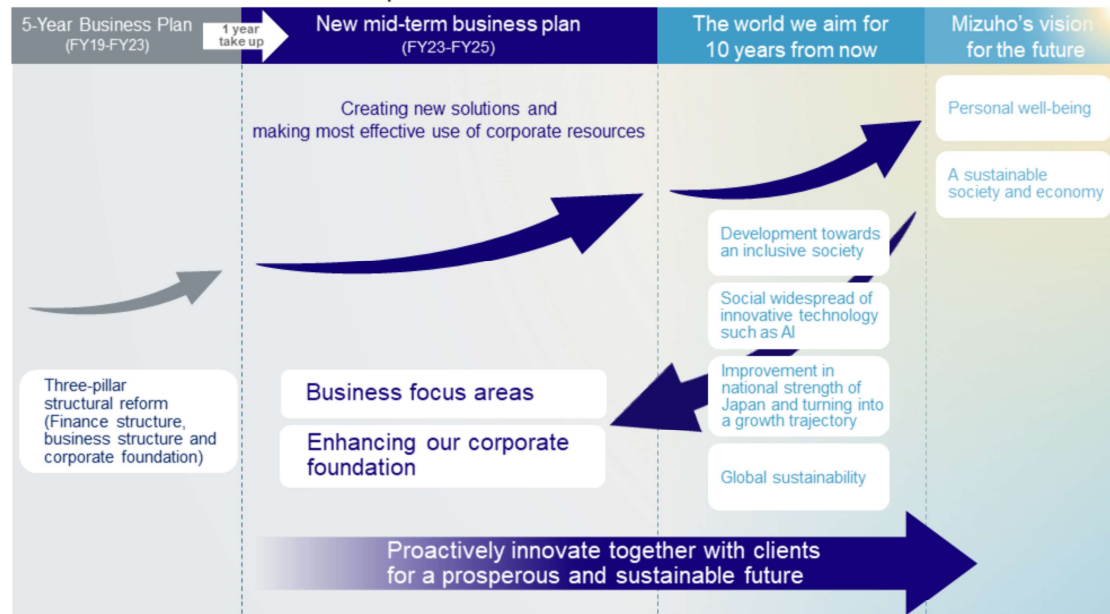 5-Year Business Plan
(FY19-FY23)
1 year
take up
New mid-term business plan
(FY23-FY25)
The world we aim for
10 years from now
Mizuho's vision
for the future
Creating new solutions and
making most effective use of corporate resources
Personal well-being
A sustainable
society and economy
Development towards
an inclusive society
Social widespread of
innovative technology
such as AI
Improvement in
national strength of
Japan and turning into
a growth trajectory
Global sustainability
Three-pillar
structural reform
(Finance structure,
business structure and
corporate foundation)
Business focus areas
Enhancing our corporate
foundation
Proactively innovate together with clients
for a prosperous and sustainable future